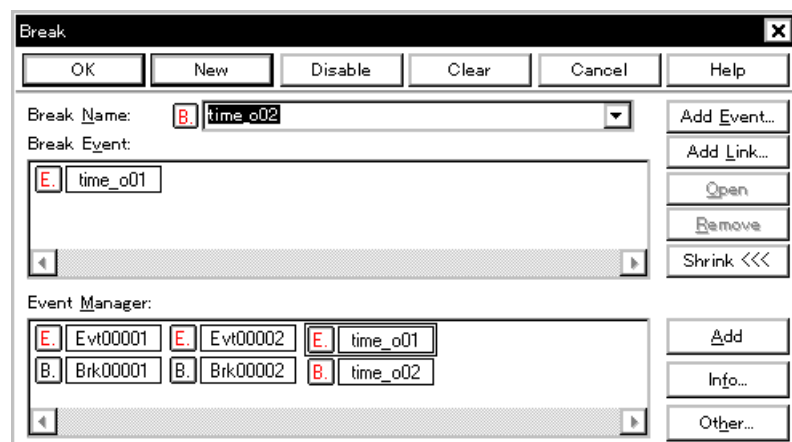 Break
OK New Disable Clear Cancel Help
Break Name: B. time_o02 Add Event...
Break Event: Add Link...
E. time_o01
Open
Remove
Shrink <<<
Event Manager:
E. Evt00001 E. Evt00002 E. time_o01 Add
B. Brk00001 B. Brk00002 B. time_o02 Info...
Other...